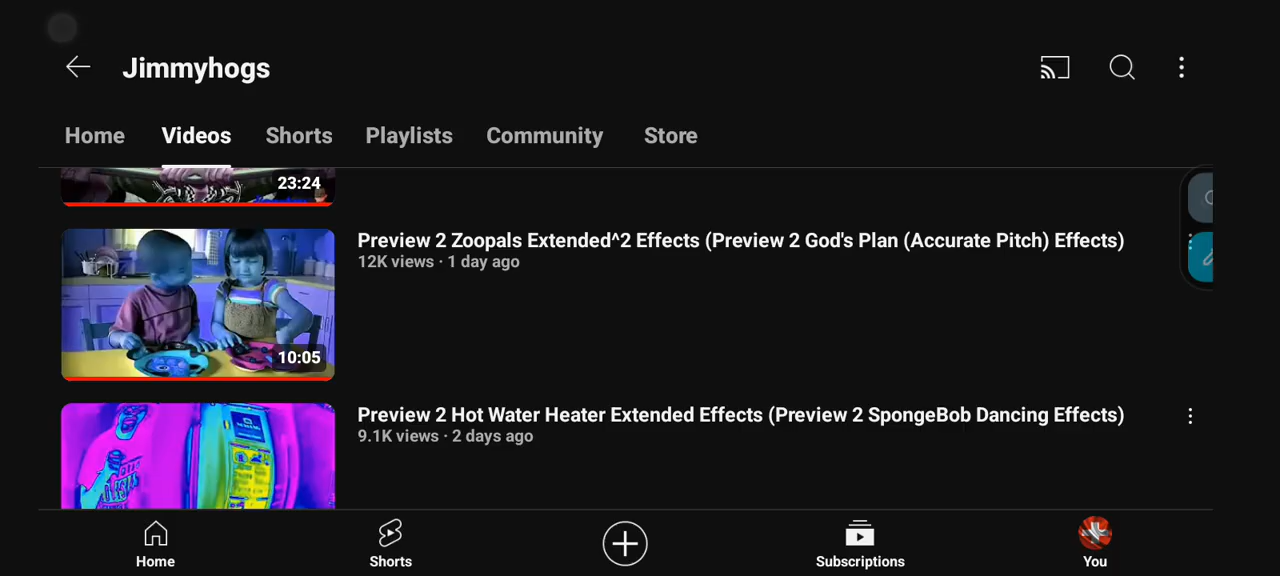 Jimmyhogs
Home Videos Shorts Playlists Community Store
23:24
Preview 2 Zoopals Extended^2 Effects (Preview 2 God's Plan (Accurate Pitch) Effects)
12K views · 1 day ago
10:05
Preview 2 Hot Water Heater Extended Effects (Preview 2 SpongeBob Dancing Effects)
9.1K views · 2 days ago
Home Shorts Subscriptions You